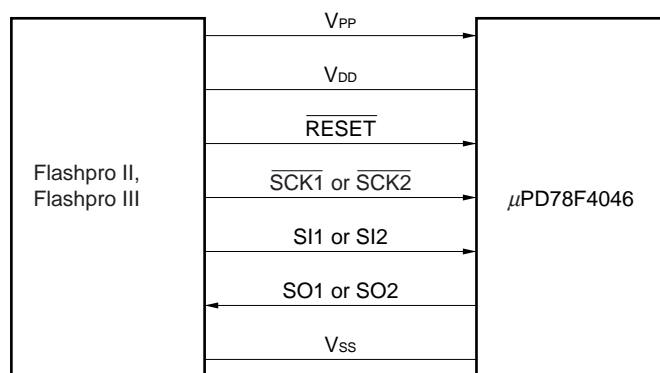 VPP
VDD
RESET
Flashpro II,
Flashpro III
SCK1 or SCK2
μPD78F4046
SI1 or SI2
SO1 or SO2
VSS